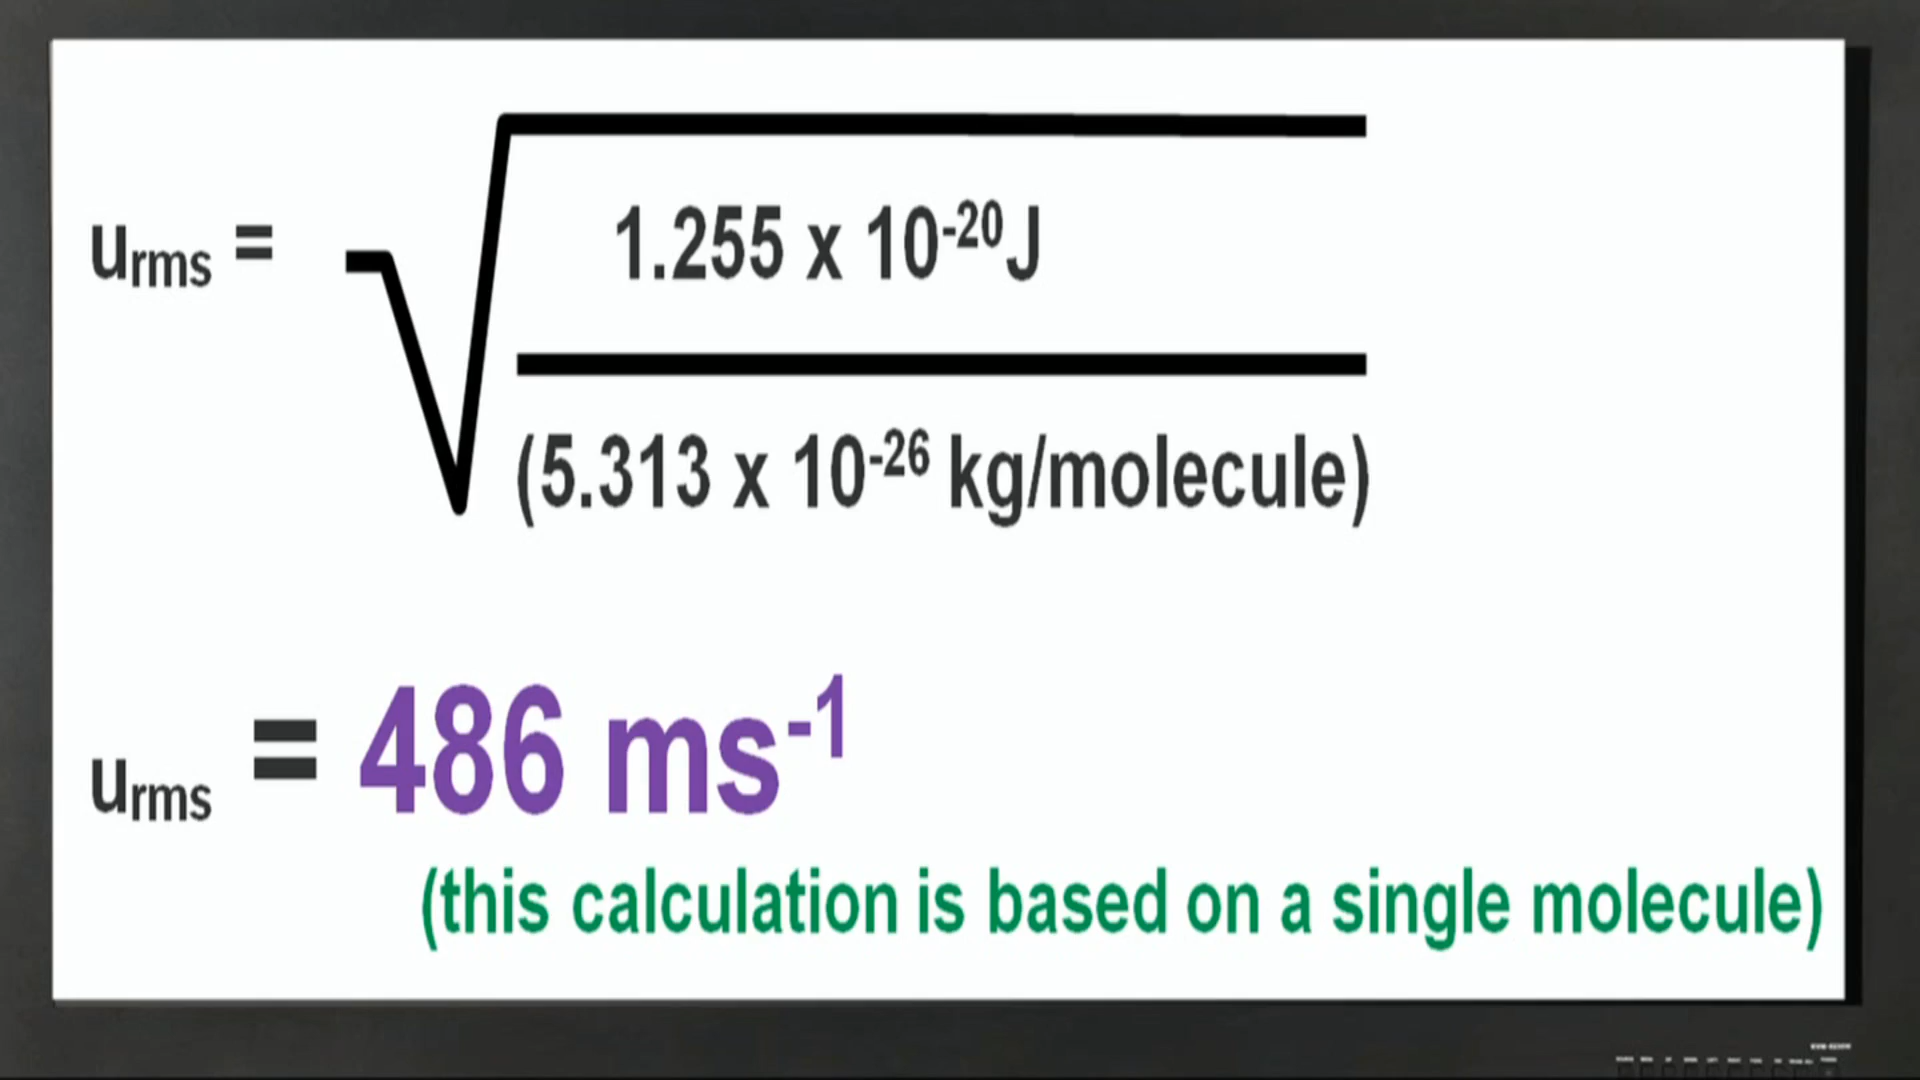 uᵣₘₛ = √
1.255 x 10⁻²⁰J
(5.313 x 10⁻²⁶ kg/molecule)
uᵣₘₛ = 486 ms⁻¹
(this calculation is based on a single molecule)